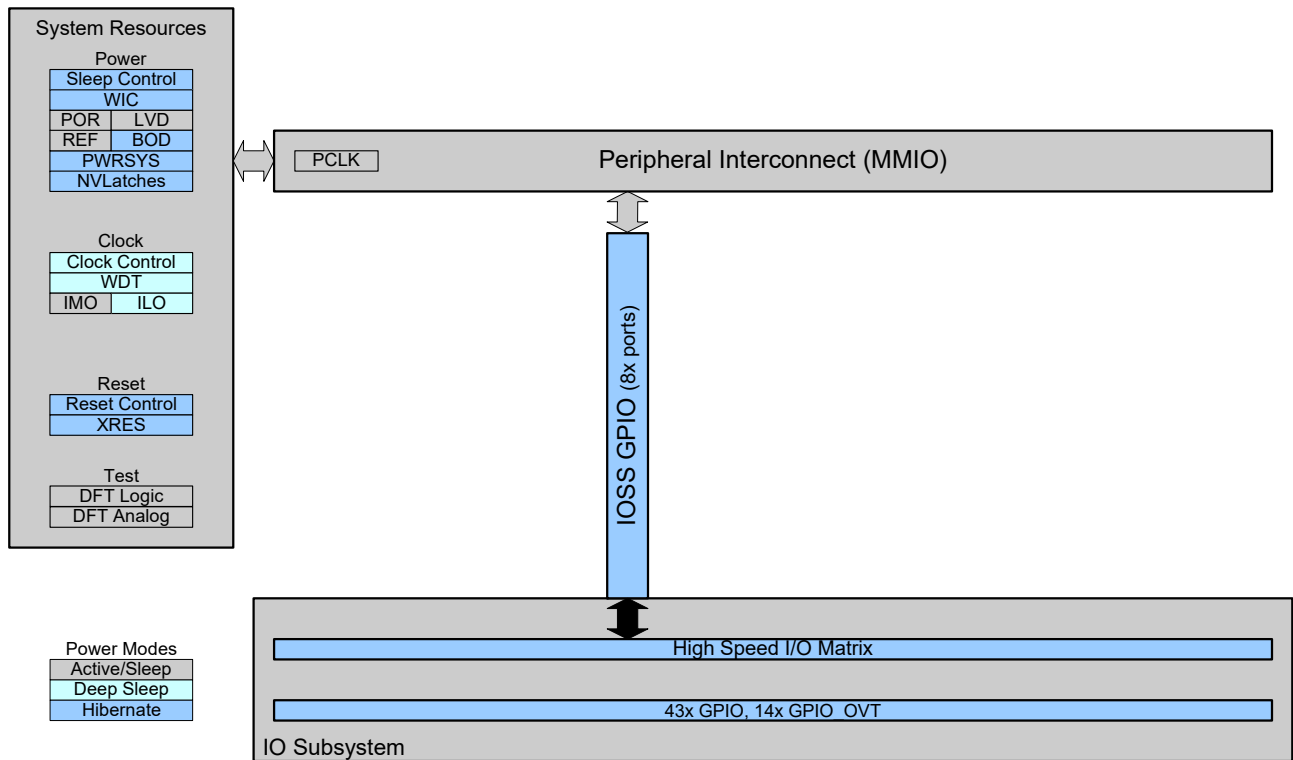 System Resources
Power
Sleep Control
WIC
POR LVD
REF BOD
PWRSYS
NVLatches
Clock
Clock Control
WDT
IMO ILO
Reset
Reset Control
XRES
Test
DFT Logic
DFT Analog
PCLK
Peripheral Interconnect (MMIO)
IOSS GPIO (8x ports)
High Speed I/O Matrix
43x GPIO, 14x GPIO_OVT
IO Subsystem
Power Modes
Active/Sleep
Deep Sleep
Hibernate